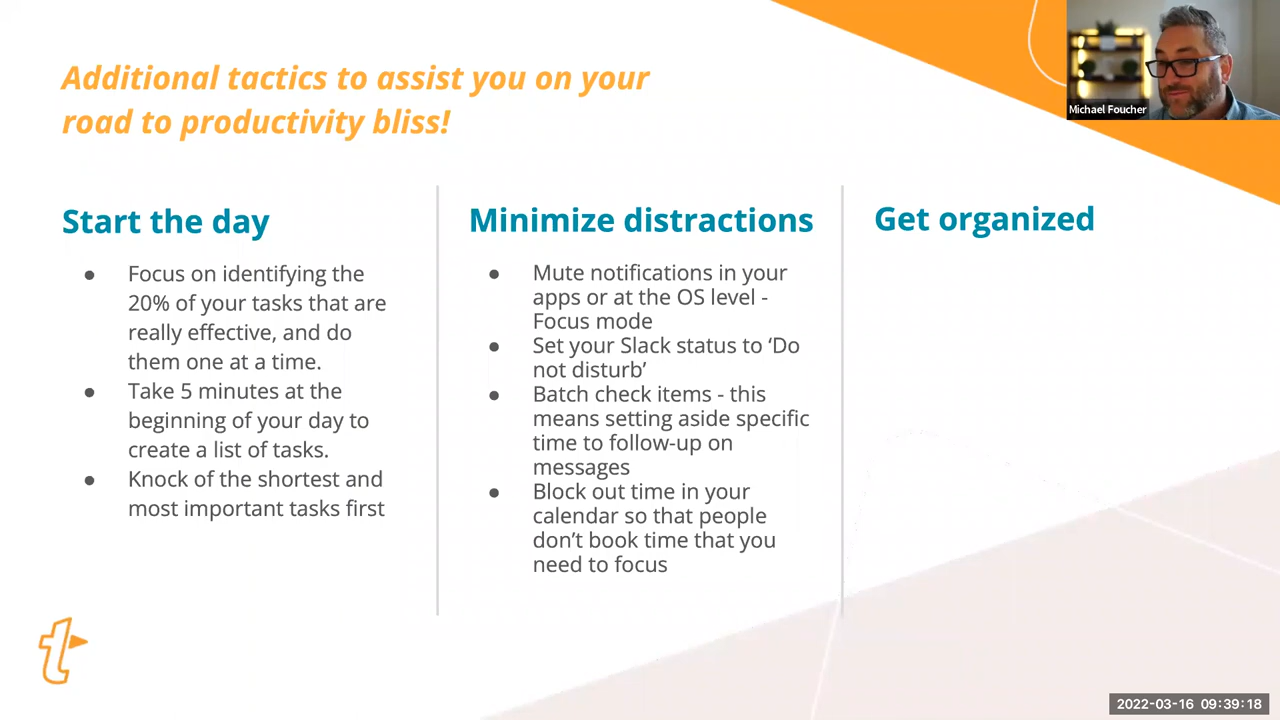 Additional tactics to assist you on your
road to productivity bliss!
Michael Foucher
Start the day
● Focus on identifying the
20% of your tasks that are
really effective, and do
them one at a time.
● Take 5 minutes at the
beginning of your day to
create a list of tasks.
● Knock of the shortest and
most important tasks first
Minimize distractions
● Mute notifications in your
apps or at the OS level -
Focus mode
● Set your Slack status to ‘Do
not disturb’
● Batch check items - this
means setting aside specific
time to follow-up on
messages
● Block out time in your
calendar so that people
don’t book time that you
need to focus
Get organized
t
2022-03-16 09:39:18